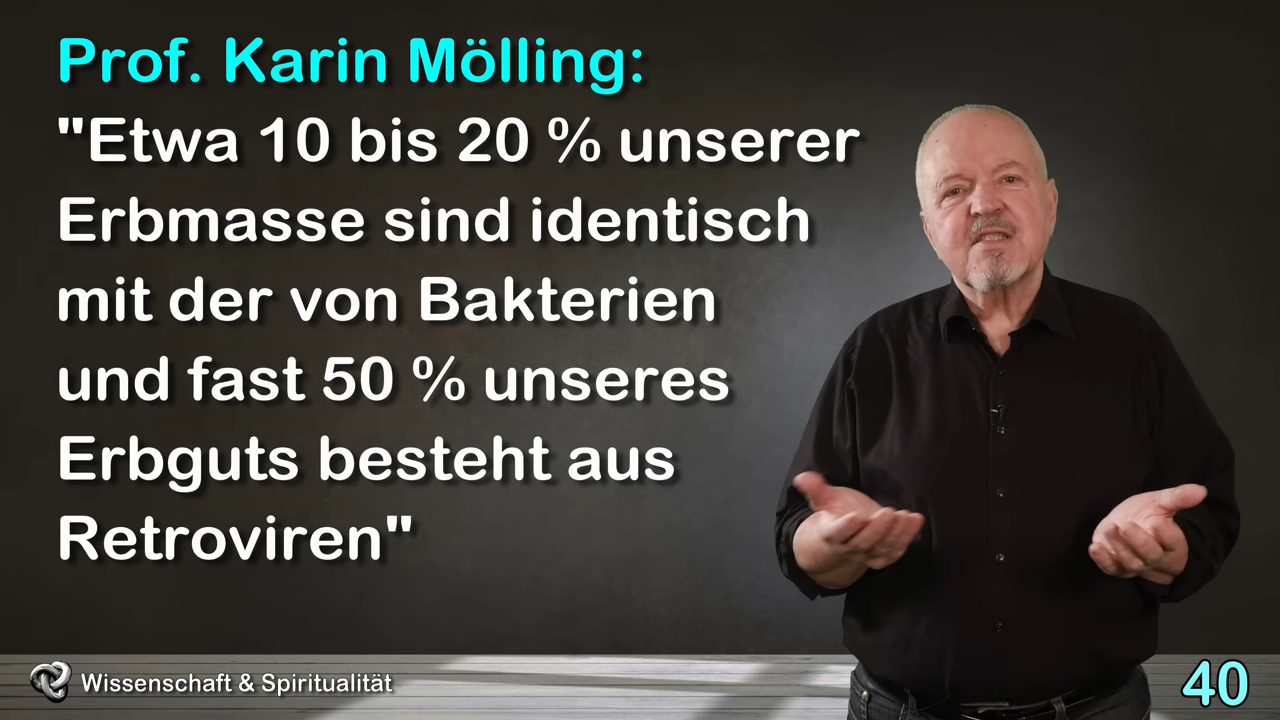 Prof. Karin Mölling:
"Etwa 10 bis 20 % unserer
Erbmasse sind identisch
mit der von Bakterien
und fast 50 % unseres
Erbguts besteht aus
Retroviren"
Wissenschaft & Spiritualität
40